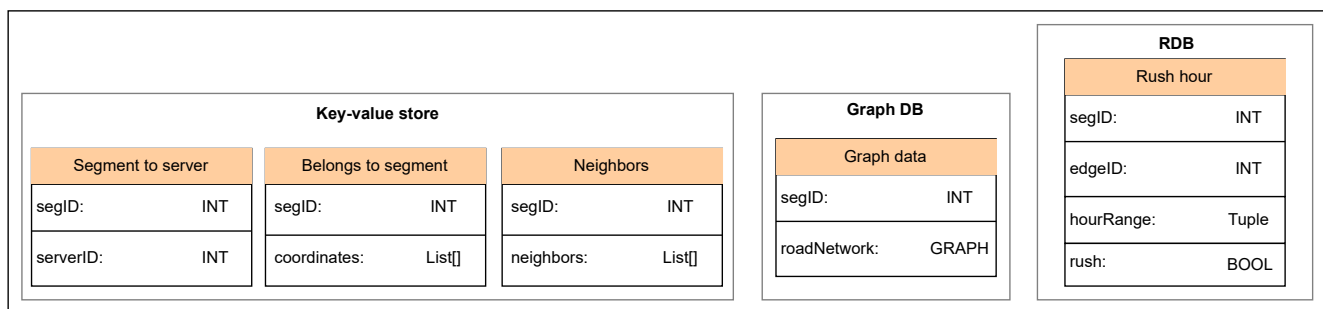 Key-value store
Segment to server
segID: INT
serverID: INT
Belongs to segment
segID: INT
coordinates: List[]
Neighbors
segID: INT
neighbors: List[]
Graph DB
Graph data
segID: INT
roadNetwork: GRAPH
RDB
Rush hour
segID: INT
edgeID: INT
hourRange: Tuple
rush: BOOL